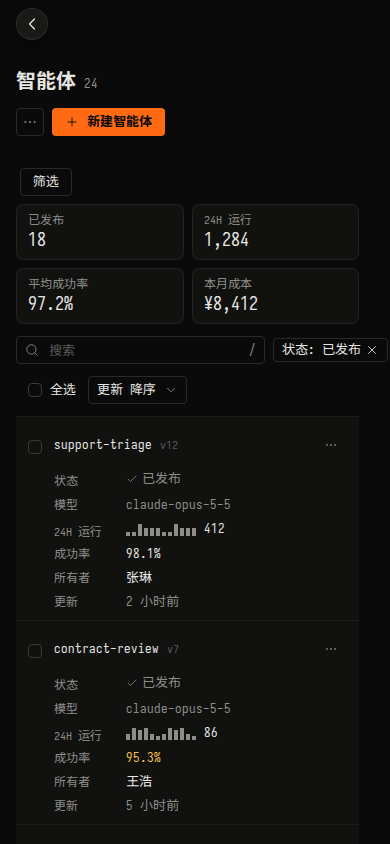 智能体 24
··· + 新建智能体
筛选
已发布 24H 运行
18 1,284
平均成功率 本月成本
97.2% ¥8,412
搜索 / 状态: 已发布 ×
全选 更新 降序
support-triage v12 ···
状态 已发布
模型 claude-opus-5-5
24H 运行 412
成功率 98.1%
所有者 张琳
更新 2 小时前
contract-review v7 ···
状态 已发布
模型 claude-opus-5-5
24H 运行 86
成功率 95.3%
所有者 王浩
更新 5 小时前